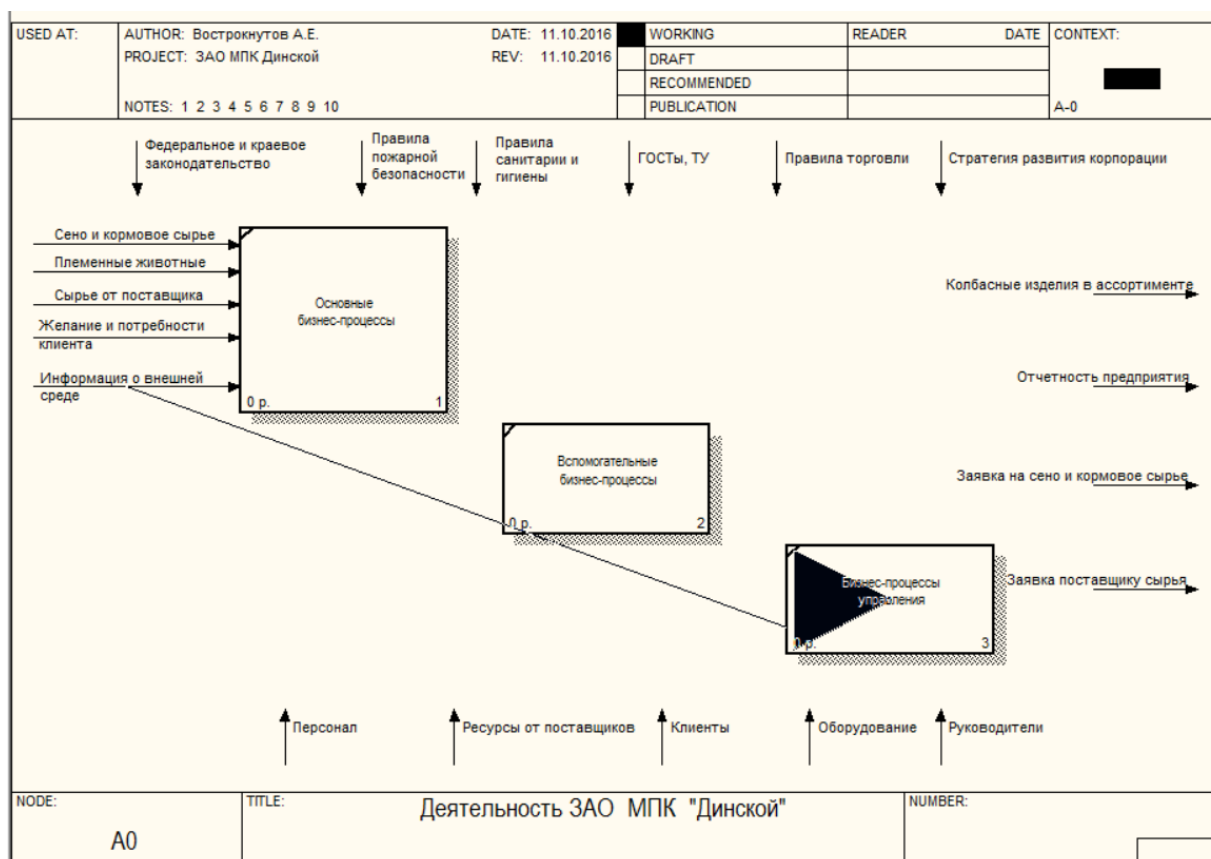 USED AT:
AUTHOR: Вострокнутов А.Е.
DATE: 11.10.2016
PROJECT: ЗАО МПК Динской
REV: 11.10.2016
NOTES: 1 2 3 4 5 6 7 8 9 10
WORKING
DRAFT
RECOMMENDED
PUBLICATION
READER
DATE
CONTEXT:
A-0
Федеральное и краевое
законодательство
Правила
пожарной
безопасности
Правила
санитарии и
гигиены
ГОСТы, ТУ
Правила торговли
Стратегия развития корпорации
Сено и кормовое сырье
Племенные животные
Сырье от поставщика
Желание и потребности
клиента
Информация о внешней
среде
Основные
бизнес-процессы
0 р.
1
Вспомогательные
бизнес-процессы
0 р.
2
Бизнес-процессы
управления
0 р.
3
Колбасные изделия в ассортименте
Отчетность предприятия
Заявка на сено и кормовое сырье
Заявка поставщику сырья
Персонал
Ресурсы от поставщиков
Клиенты
Оборудование
Руководители
NODE:
A0
TITLE:
Деятельность ЗАО МПК "Динской"
NUMBER: